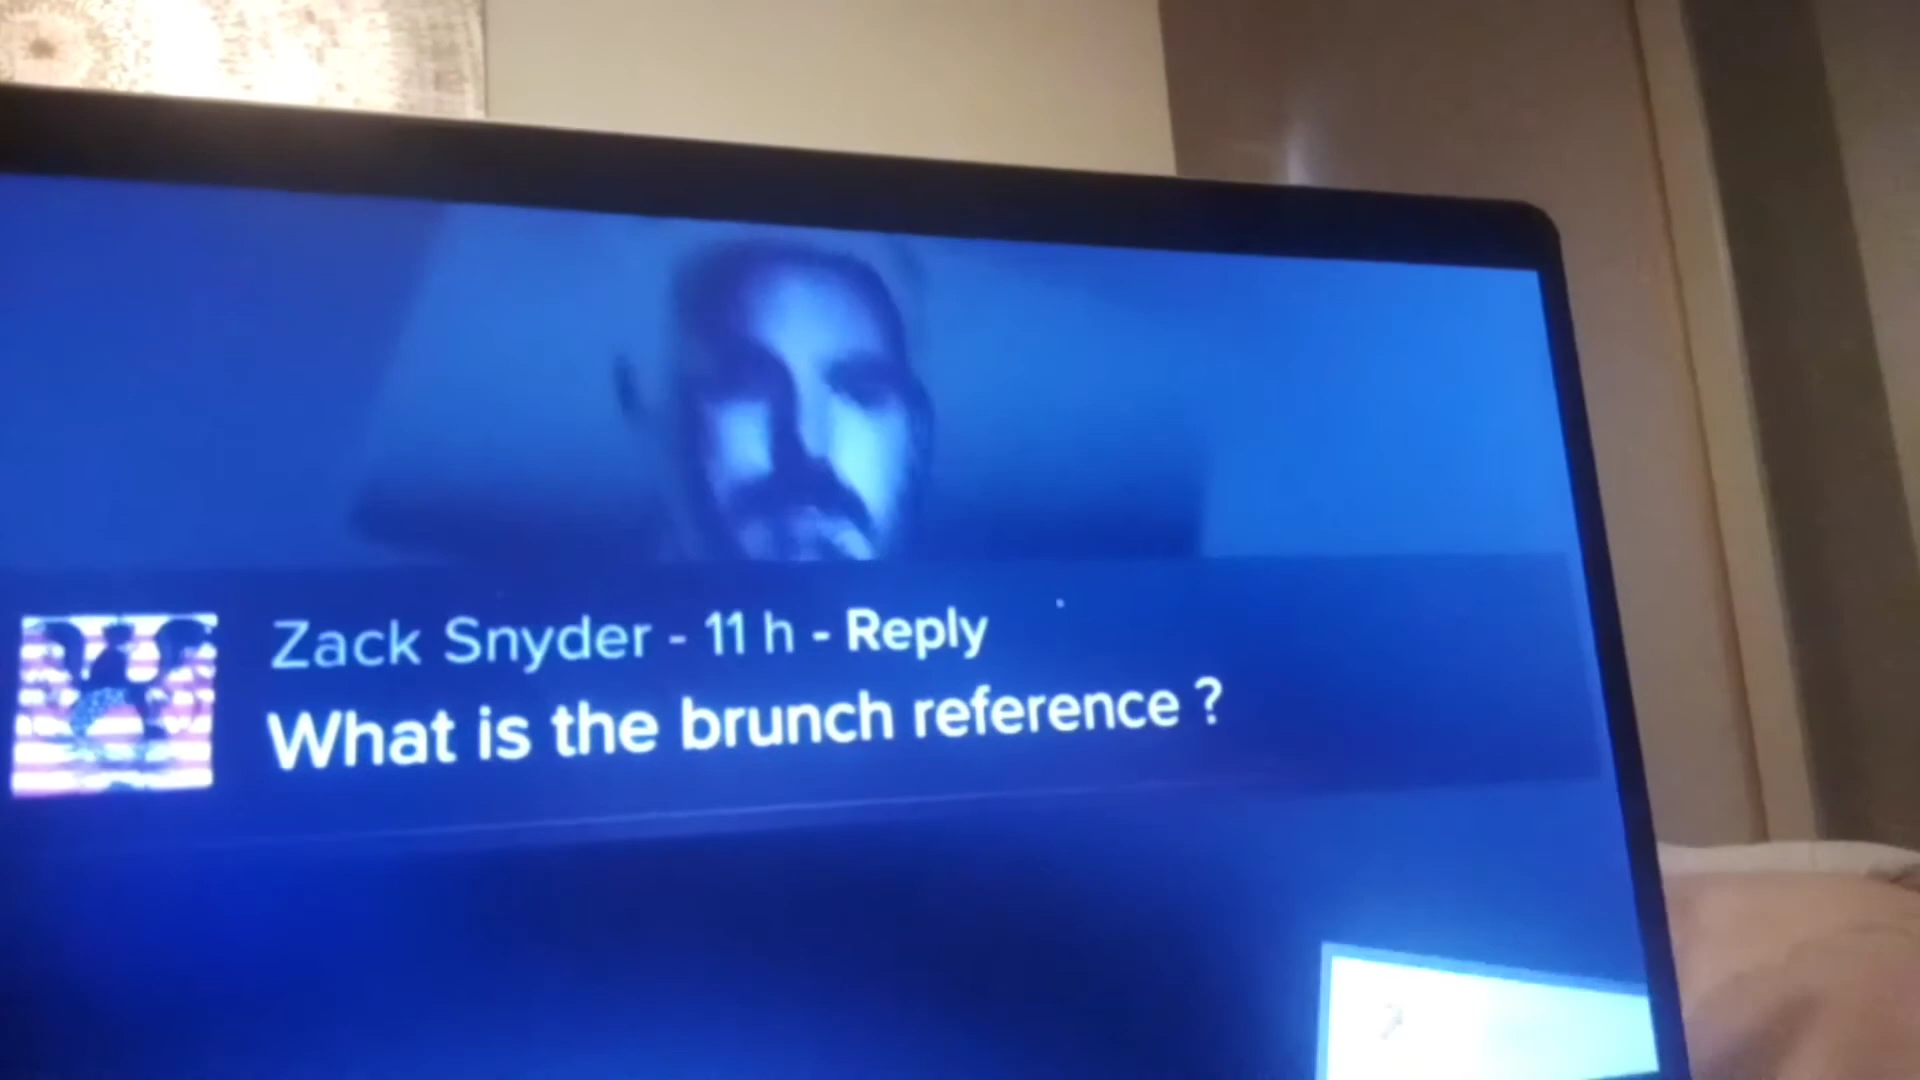 Zack Snyder - 11 h - Reply
What is the brunch reference ?